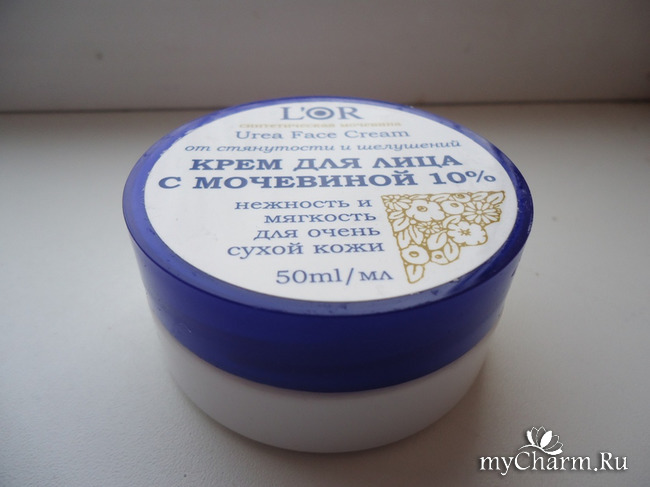 L'OR
синтетическая мочевина
Urea Face Cream
от стянутости и шелушений
КРЕМ ДЛЯ ЛИЦА
С МОЧЕВИНОЙ 10%
нежность и
мягкость
для очень
сухой кожи
50ml/мл
myCharm.Ru